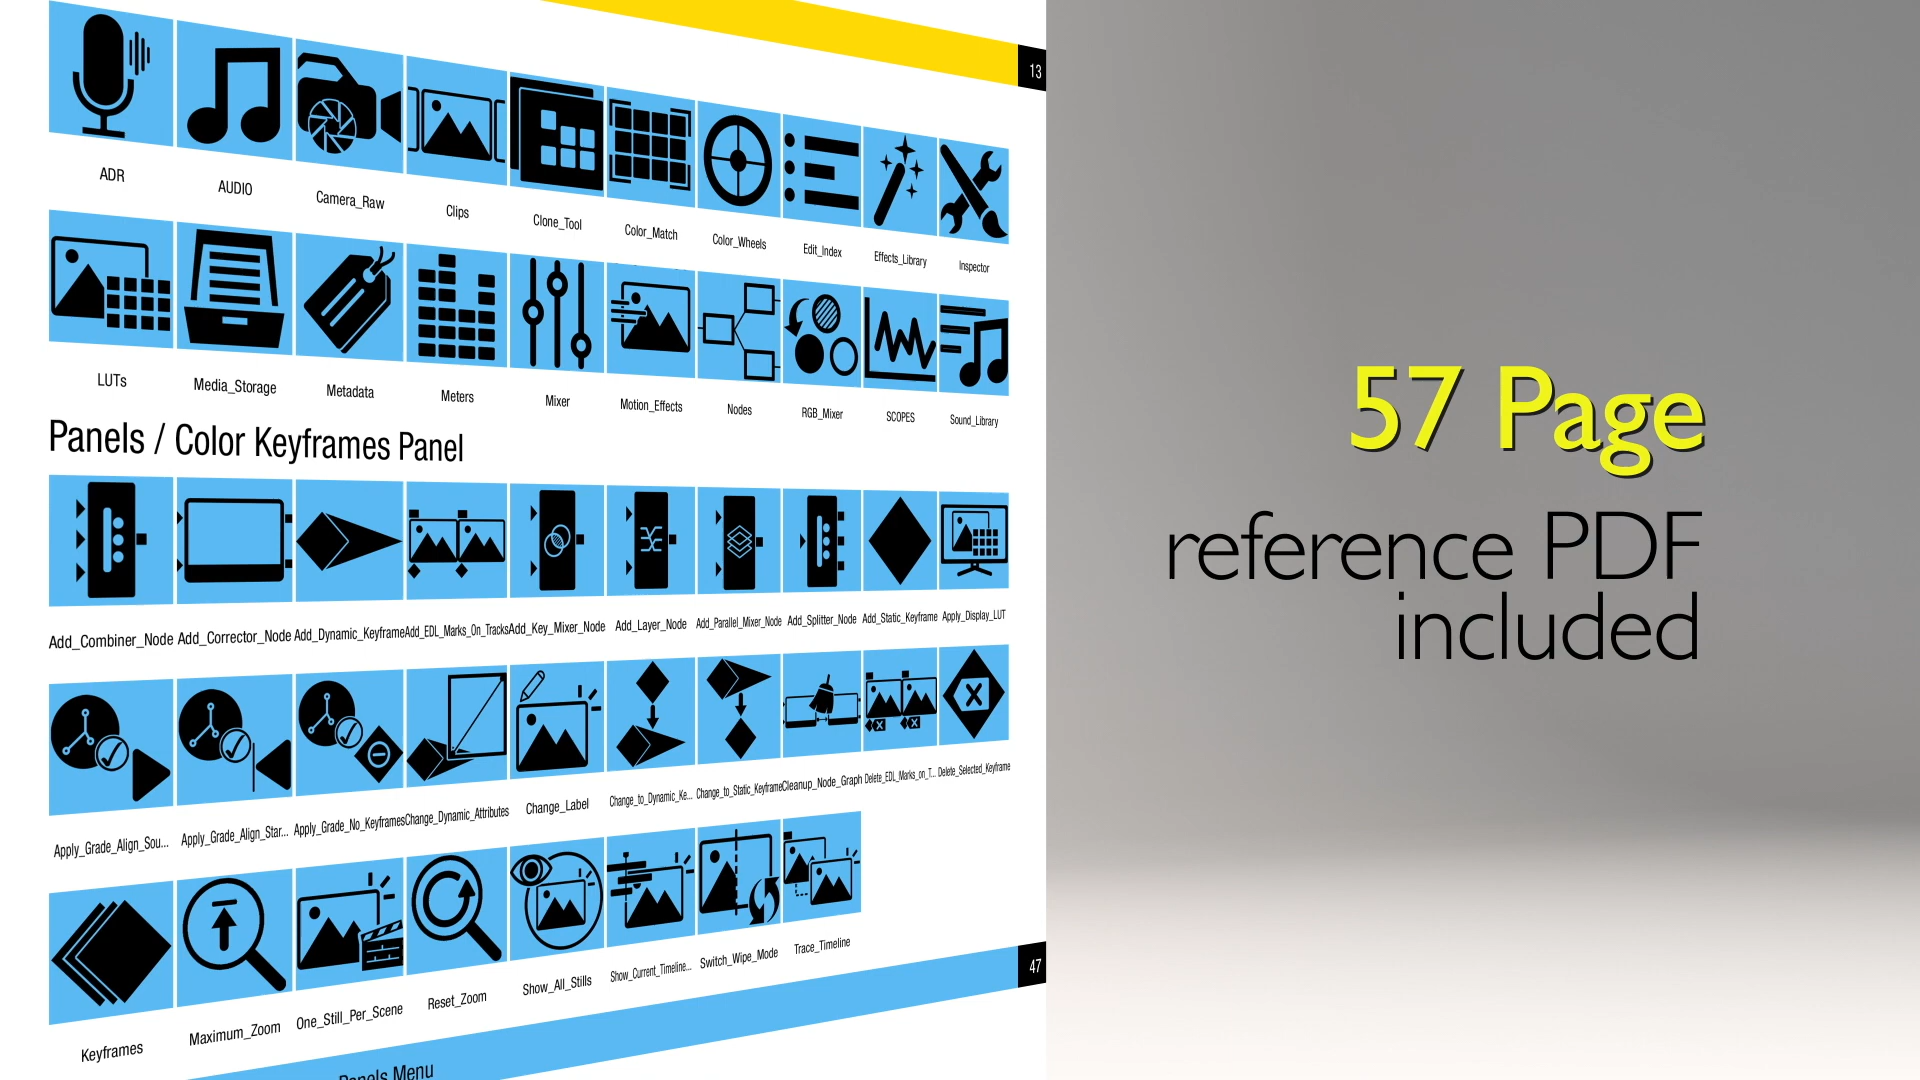 13
ADR
AUDIO
Camera_Raw
Clips
Clone_Tool
Color_Match
Color_Wheels
Edit_Index
Effects_Library
Inspector
LUTs
Media_Storage
Metadata
Meters
Mixer
Motion_Effects
Nodes
RGB_Mixer
SCOPES
Sound_Library
Panels / Color Keyframes Panel
Add_Combiner_Node
Add_Corrector_Node
Add_Dynamic_Keyframe
Add_EDL_Marks_On_Tracks
Add_Key_Mixer_Node
Add_Layer_Node
Add_Parallel_Mixer_Node
Add_Splitter_Node
Add_Static_Keyframe
Apply_Display_LUT
Apply_Grade_Align_Sou...
Apply_Grade_Align_Star...
Apply_Grade_No_Keyframes
Change_Dynamic_Attributes
Change_Label
Change_to_Dynamic_Ke...
Change_to_Static_Keyframe
Cleanup_Node_Graph
Delete_EDL_Marks_on_T...
Delete_Selected_Keyframe
Keyframes
Maximum_Zoom
One_Still_Per_Scene
Reset_Zoom
Show_All_Stills
Show_Current_Timeline...
Switch_Wipe_Mode
Trace_Timeline
47
Panels Menu
57 Page
reference PDF
included